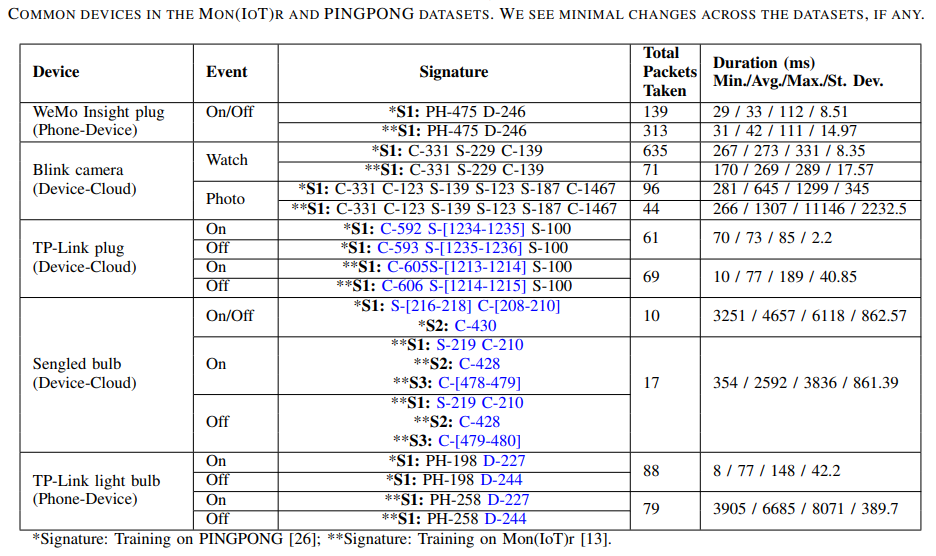 COMMON DEVICES IN THE MON(IOT)R AND PINGPONG DATASETS. WE SEE MINIMAL CHANGES ACROSS THE DATASETS, IF ANY.
Device Event Signature Total Packets Taken Duration (ms) Min./Avg./Max./St. Dev.
WeMo Insight plug (Phone-Device) On/Off *S1: PH-475 D-246 139 29 / 33 / 112 / 8.51
**S1: PH-475 D-246 313 31 / 42 / 111 / 14.97
Blink camera (Device-Cloud) Watch *S1: C-331 S-229 C-139 635 267 / 273 / 331 / 8.35
**S1: C-331 S-229 C-139 71 170 / 269 / 289 / 17.57
Photo *S1: C-331 C-123 S-139 S-123 S-187 C-1467 96 281 / 645 / 1299 / 345
**S1: C-331 C-123 S-139 S-123 S-187 C-1467 44 266 / 1307 / 11146 / 2232.5
TP-Link plug (Device-Cloud) On *S1: C-592 S-[1234-1235] S-100 61 70 / 73 / 85 / 2.2
Off *S1: C-593 S-[1235-1236] S-100
On **S1: C-605S-[1213-1214] S-100 69 10 / 77 / 189 / 40.85
Off **S1: C-606 S-[1214-1215] S-100
Sengled bulb (Device-Cloud) On/Off *S1: S-[216-218] C-[208-210] 10 3251 / 4657 / 6118 / 862.57
*S2: C-430
On **S1: S-219 C-210 17 354 / 2592 / 3836 / 861.39
**S2: C-428
**S3: C-[478-479]
Off **S1: S-219 C-210
**S2: C-428
**S3: C-[479-480]
TP-Link light bulb (Phone-Device) On *S1: PH-198 D-227 88 8 / 77 / 148 / 42.2
Off *S1: PH-198 D-244
On **S1: PH-258 D-227 79 3905 / 6685 / 8071 / 389.7
Off **S1: PH-258 D-244
*Signature: Training on PINGPONG [26]; **Signature: Training on Mon(IoT)r [13].